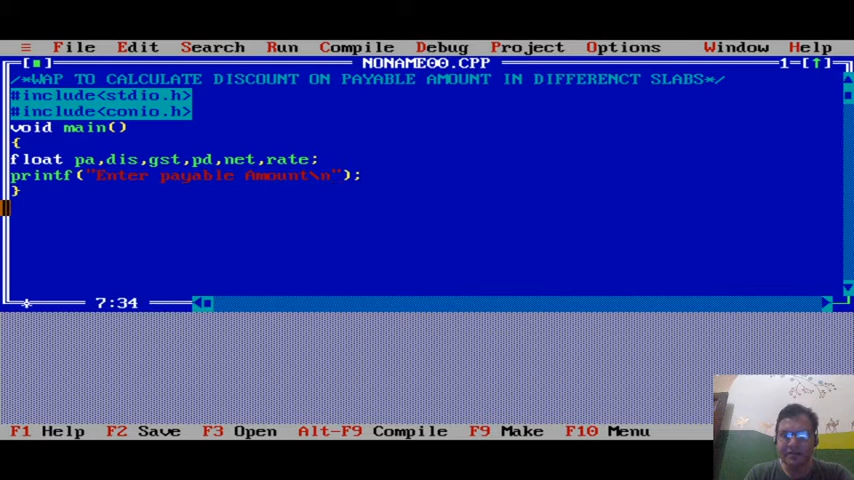 ≡ File Edit Search Run Compile Debug Project Options Window Help
[■] NONAME00.CPP 1=[↑]
/*WAP TO CALCULATE DISCOUNT ON PAYABLE AMOUNT IN DIFFERENCT SLABS*/
#include<stdio.h>
#include<conio.h>
void main()
{
float pa,dis,gst,pd,net,rate;
printf("Enter payable Amount\n");
}
* 7:34
F1 Help F2 Save F3 Open Alt-F9 Compile F9 Make F10 Menu